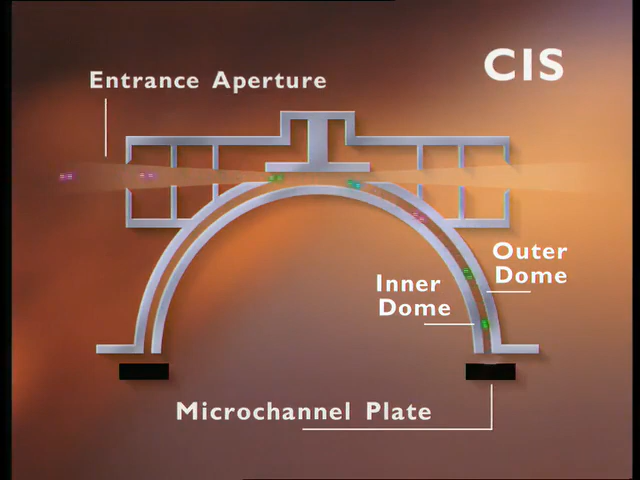 CIS
Entrance Aperture
Outer
Dome
Inner
Dome
Microchannel Plate